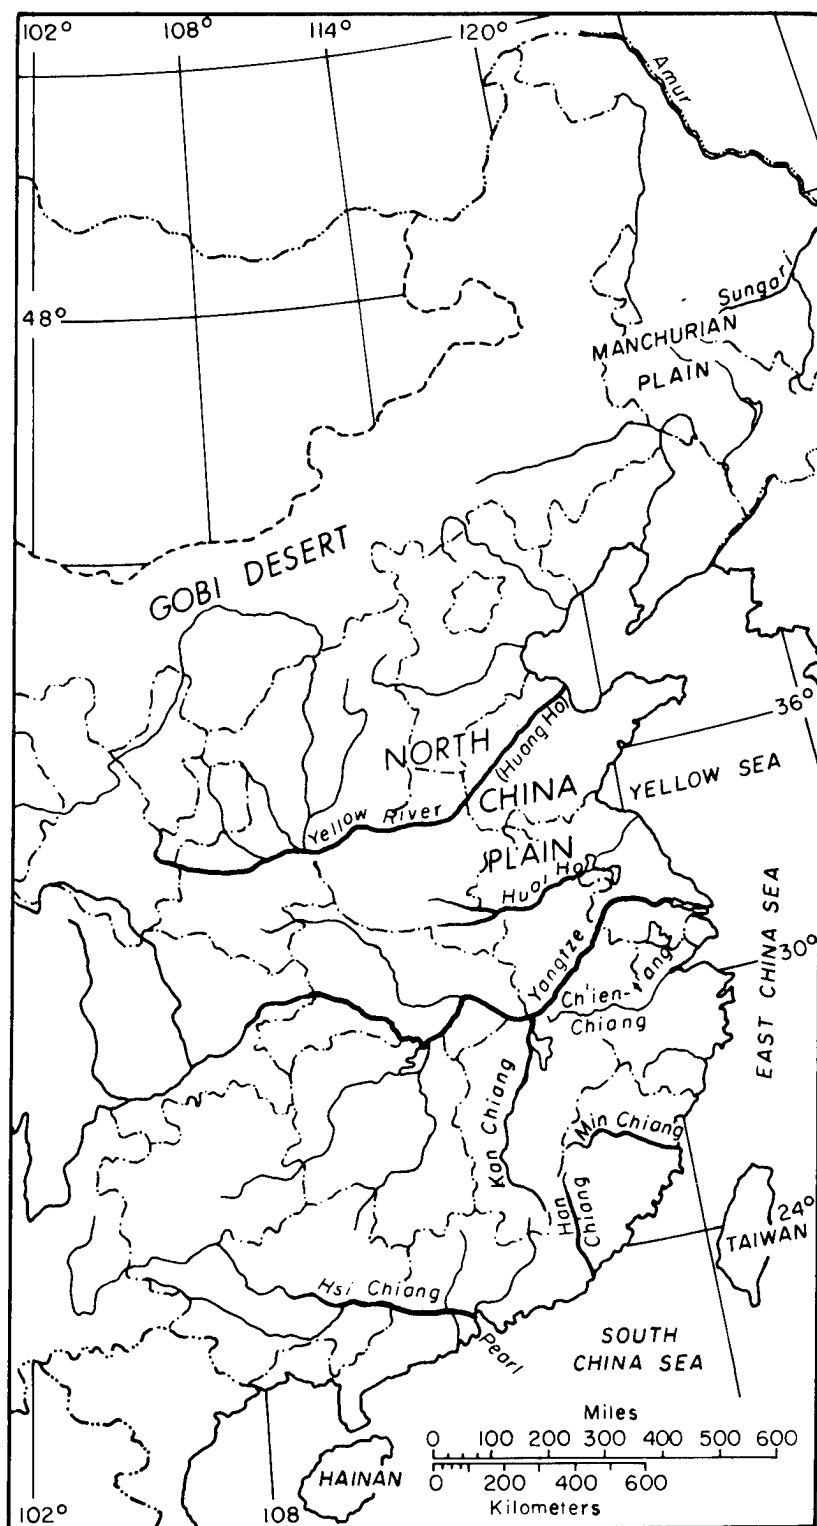 102° 108° 114° 120°
Amur
Sungari
48°
MANCHURIAN
PLAIN
GOBI DESERT
36°
NORTH
(Huang Ho)
CHINA
YELLOW SEA
Yellow River
PLAIN
Huai Ho
EAST CHINA SEA
Yangtze
30°
Ch'ien-tang
Chiang
Kan Chiang
Min Chiang
Han
Chiang
24°
TAIWAN
Hsi Chiang
Pearl
SOUTH
CHINA SEA
Miles
0 100 200 300 400 500 600
HAINAN
0 200 400 600
Kilometers
102° 108